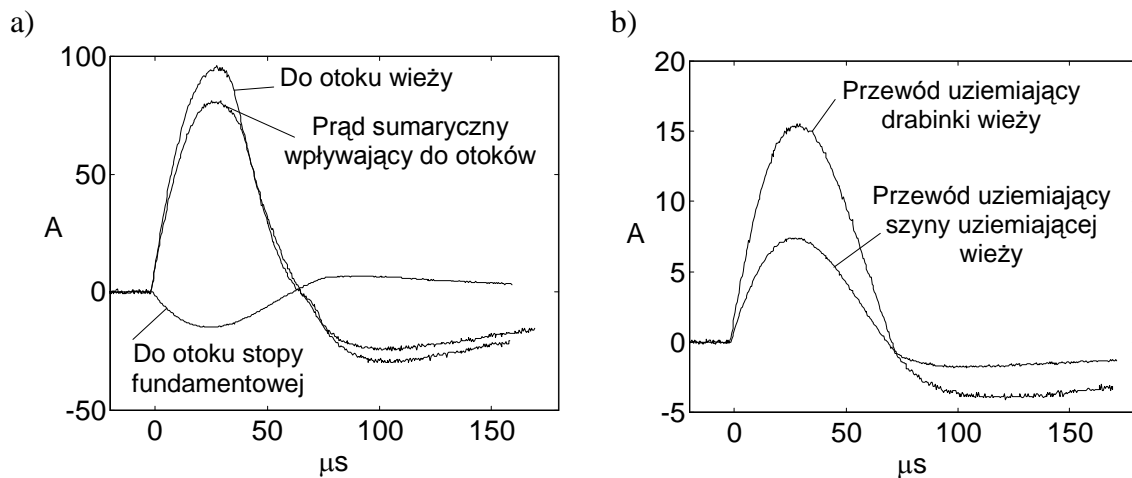 a)
100
50
0
-50
A
Do otoku wieży
Prąd sumaryczny
wpływający do otoków
Do otoku stopy
fundamentowej
0
50
100
150
μs
b)
20
15
10
5
0
-5
A
Przewód uziemiający
drabinki wieży
Przewód uziemiający
szyny uziemiającej
wieży
0
50
100
150
μs